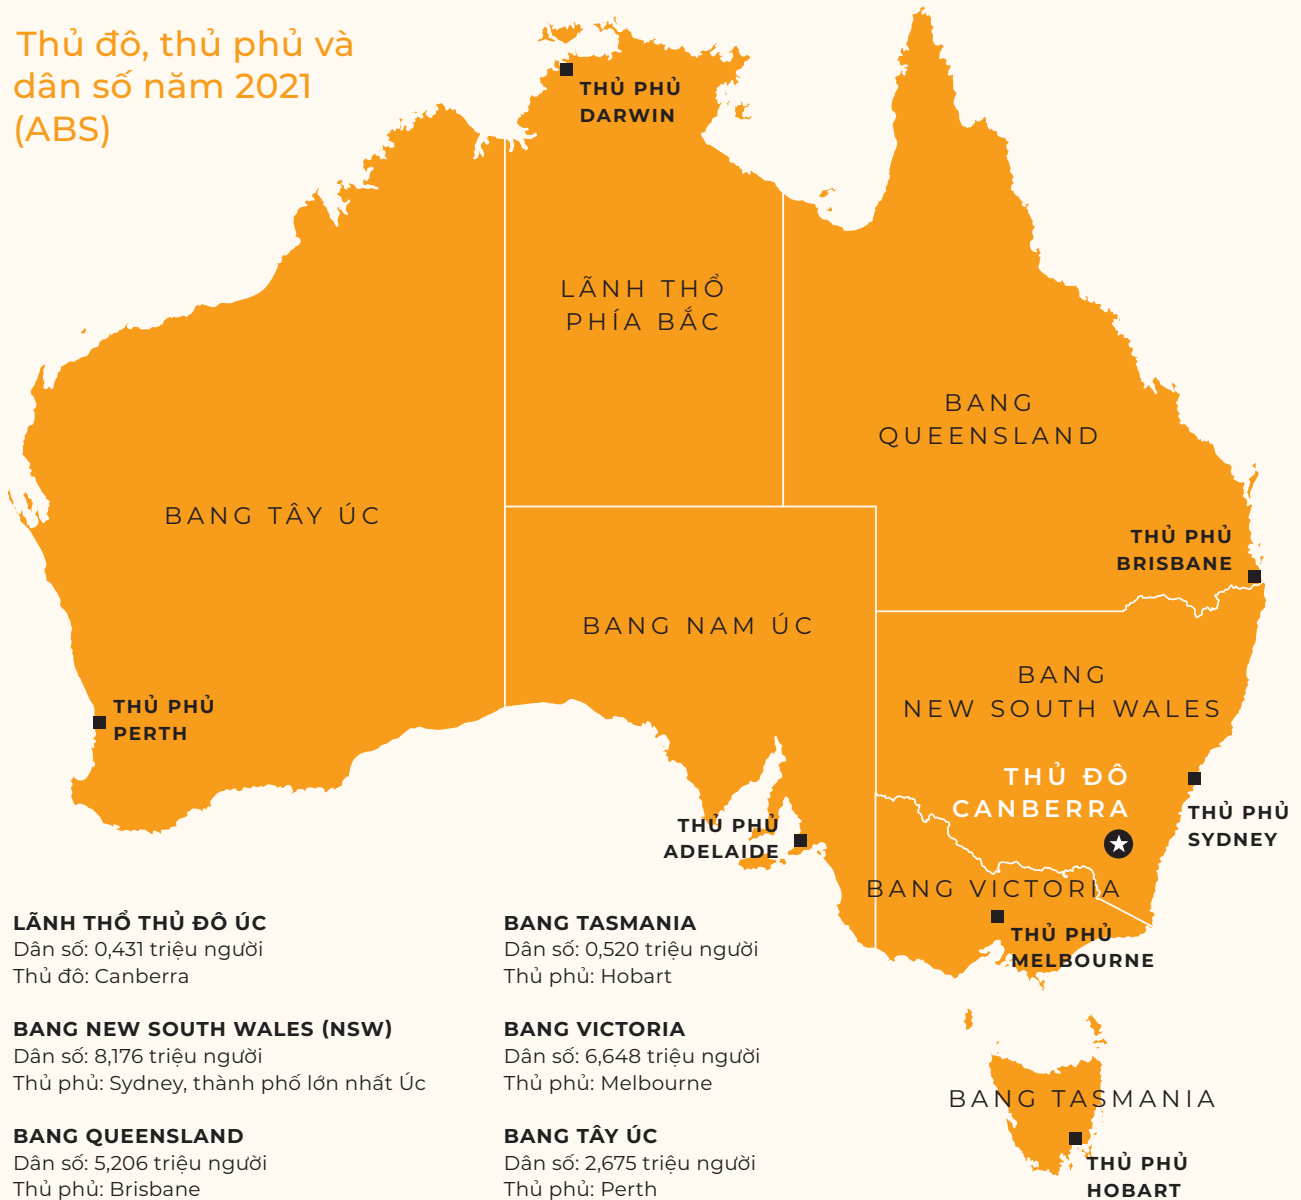 Thủ đô, thủ phủ và
dân số năm 2021
(ABS)
THỦ PHỦ
DARWIN
LÃNH THỔ
PHÍA BẮC
BANG
QUEENSLAND
BANG TÂY ÚC
THỦ PHỦ
BRISBANE
BANG NAM ÚC
BANG
NEW SOUTH WALES
THỦ PHỦ
PERTH
THỦ ĐÔ
CANBERRA
THỦ PHỦ
SYDNEY
THỦ PHỦ
ADELAIDE
BANG VICTORIA
THỦ PHỦ
MELBOURNE
BANG TASMANIA
THỦ PHỦ
HOBART
LÃNH THỔ THỦ ĐÔ ÚC
Dân số: 0,431 triệu người
Thủ đô: Canberra
BANG NEW SOUTH WALES (NSW)
Dân số: 8,176 triệu người
Thủ phủ: Sydney, thành phố lớn nhất Úc
BANG QUEENSLAND
Dân số: 5,206 triệu người
Thủ phủ: Brisbane
BANG TASMANIA
Dân số: 0,520 triệu người
Thủ phủ: Hobart
BANG VICTORIA
Dân số: 6,648 triệu người
Thủ phủ: Melbourne
BANG TÂY ÚC
Dân số: 2,675 triệu người
Thủ phủ: Perth